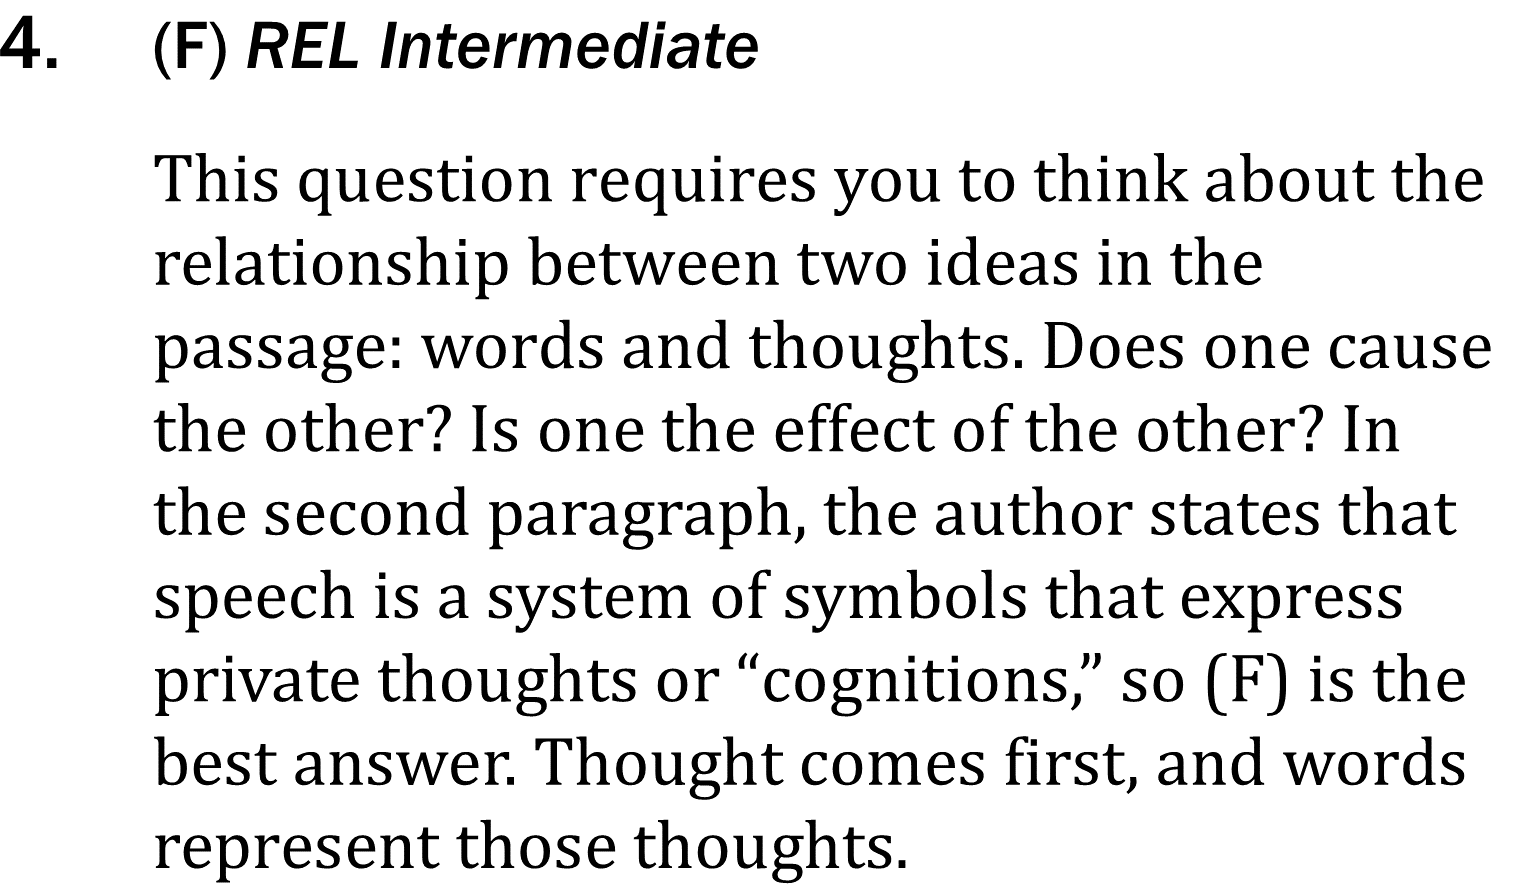 4. (F) REL Intermediate
This question requires you to think about the
relationship between two ideas in the
passage: words and thoughts. Does one cause
the other? Is one the effect of the other? In
the second paragraph, the author states that
speech is a system of symbols that express
private thoughts or “cognitions,” so (F) is the
best answer. Thought comes first, and words
represent those thoughts.